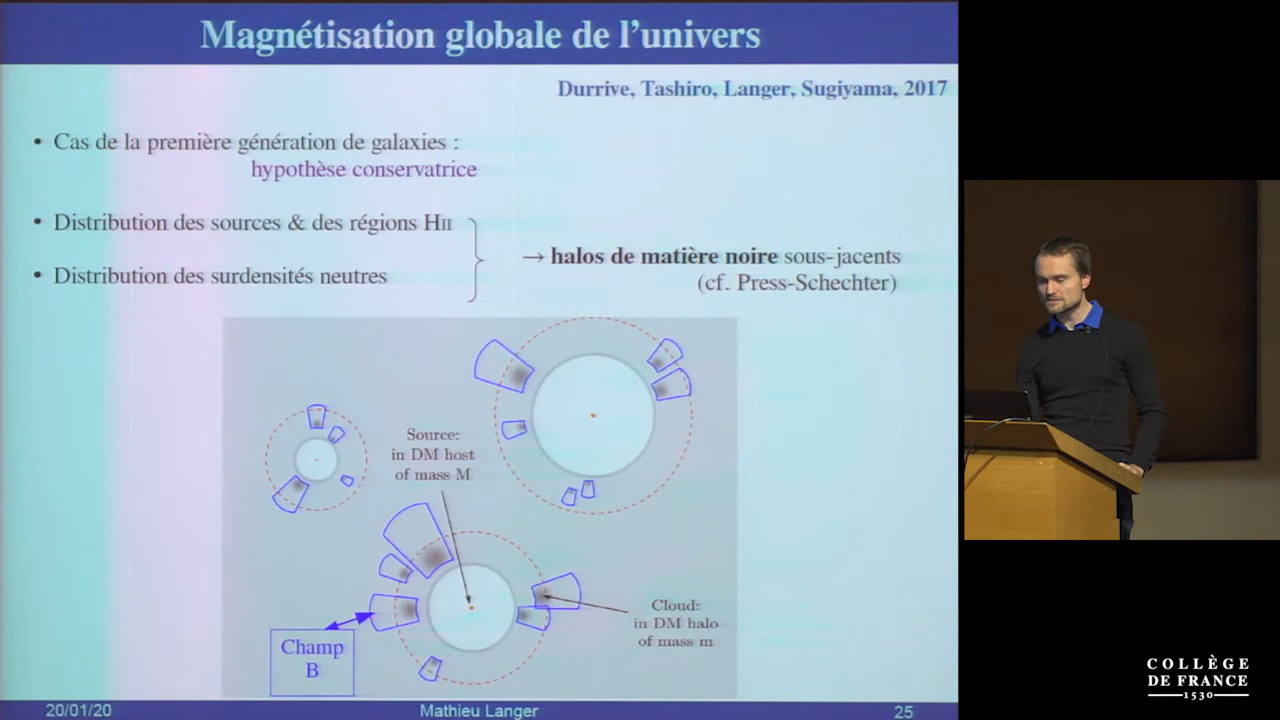 Magnétisation globale de l'univers
Durrive, Tashiro, Langer, Sugiyama, 2017
• Cas de la première génération de galaxies :
hypothèse conservatrice
• Distribution des sources & des régions HII
• Distribution des surdensités neutres
→ halos de matière noire sous-jacents
(cf. Press-Schechter)
Source:
in DM host
of mass M
Cloud:
in DM halo
of mass m
Champ
B
20/01/20
Mathieu Langer
25
COLLÈGE
DE FRANCE
1530